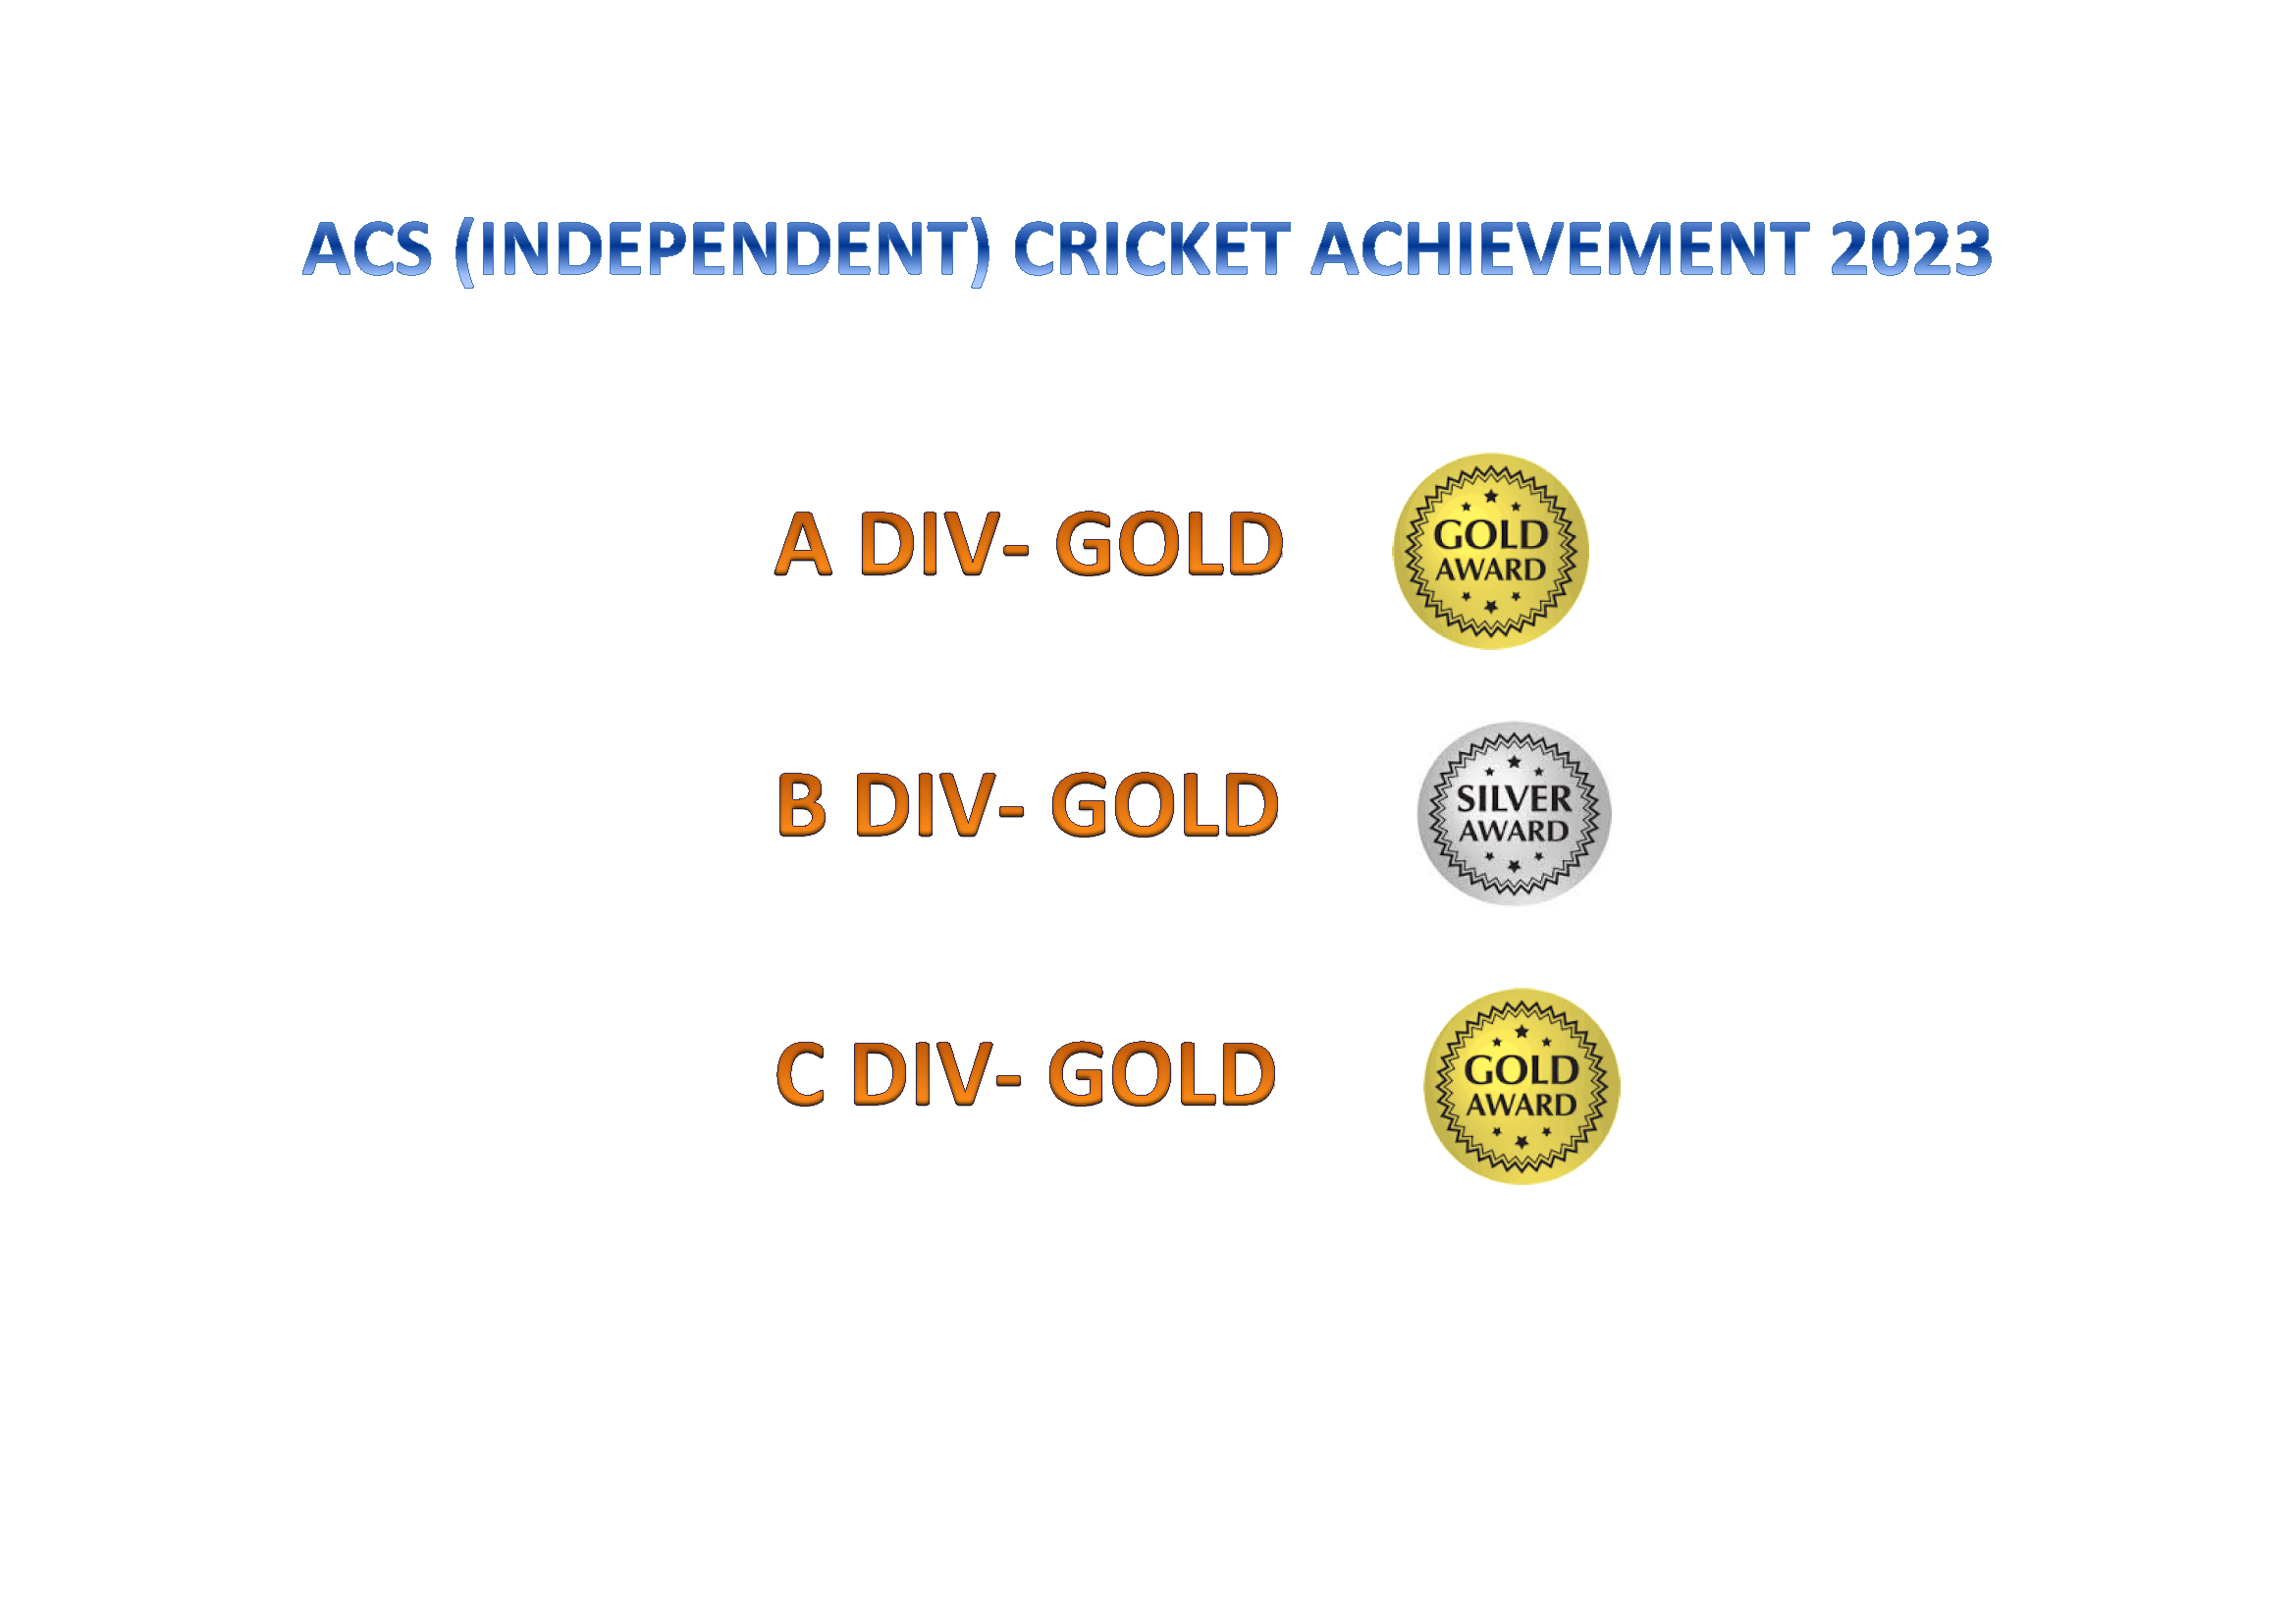 ACS (INDEPENDENT) CRICKET ACHIEVEMENT 2023
A DIV- GOLD
GOLD
AWARD
B DIV- GOLD
SILVER
AWARD
C DIV- GOLD
GOLD
AWARD